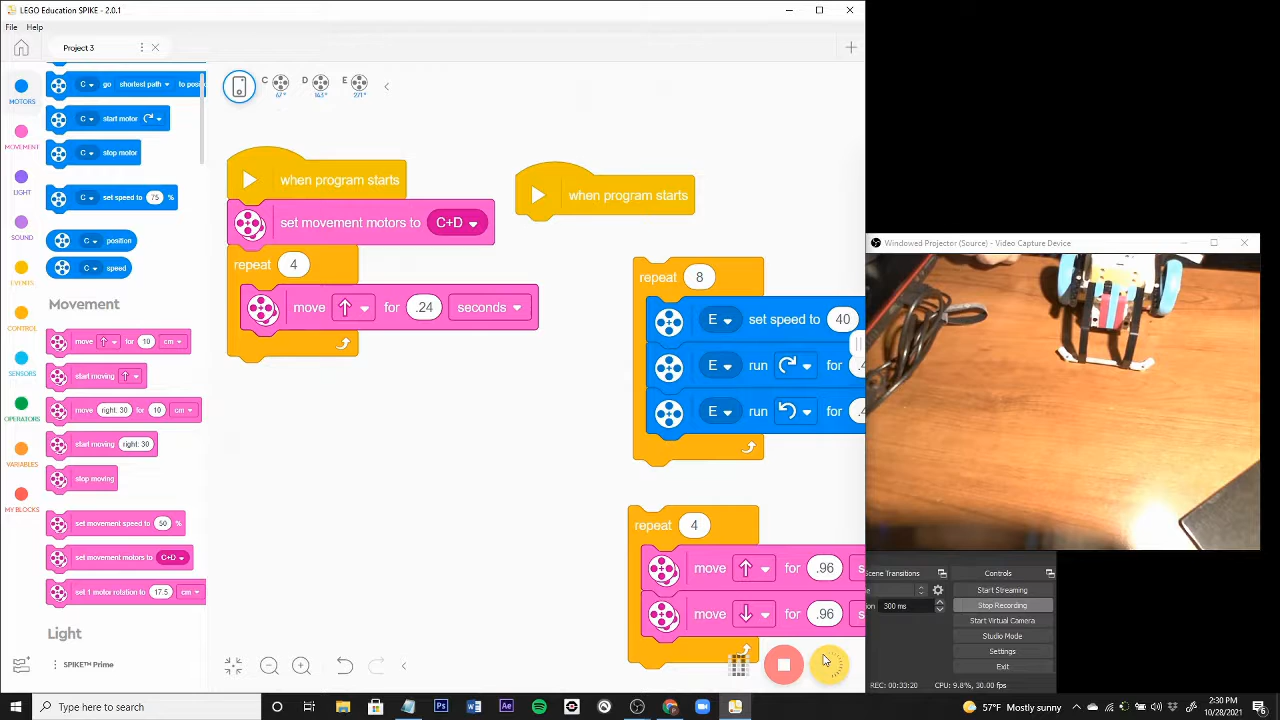 LEGO Education SPIKE - 2.0.1
File Help
Project 3
MOTORS
MOVEMENT
LIGHT
SOUND
EVENTS
CONTROL
SENSORS
OPERATORS
VARIABLES
MY BLOCKS
C go shortest path to
C start motor
C stop motor
C set speed to 75 %
C position
C speed
Movement
move for 10 cm
start moving
move right: 30 for 10 cm
start moving right: 30
stop moving
set movement speed to 50 %
set movement motors to C+D
set 1 motor rotation to 17.5 cm
Light
SPIKE™ Prime
C D E
67° 143° 271°
when program starts
set movement motors to C+D
repeat 4
move for .24 seconds
when program starts
repeat 8
E set speed to 40
E run for
E run for
repeat 4
move for .96
move for .96
Windowed Projector (Source) - Video Capture Device
Scene Transitions
300 ms
Controls
Start Streaming
Stop Recording
Start Virtual Camera
Studio Mode
Settings
Exit
REC: 00:33:20 CPU: 9.8%, 30.00 fps
Type here to search
57°F Mostly sunny
2:30 PM
10/28/2021